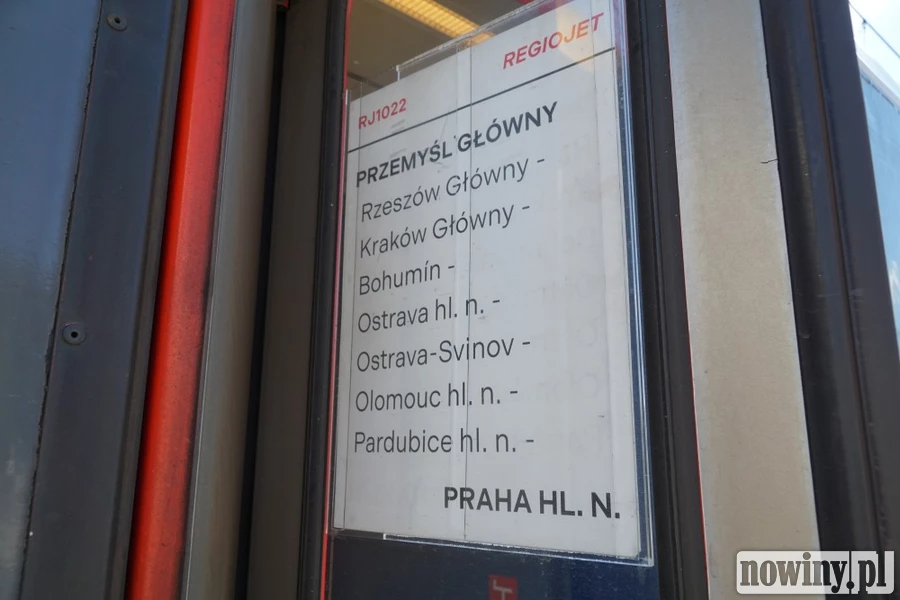 REGIOJET
RJ1022
PRZEMYŚL GŁÓWNY
Rzeszów Główny -
Kraków Główny -
Bohumín -
Ostrava hl. n. -
Ostrava-Svinov -
Olomouc hl. n. -
Pardubice hl. n. -
PRAHA HL. N.
nowiny.pl